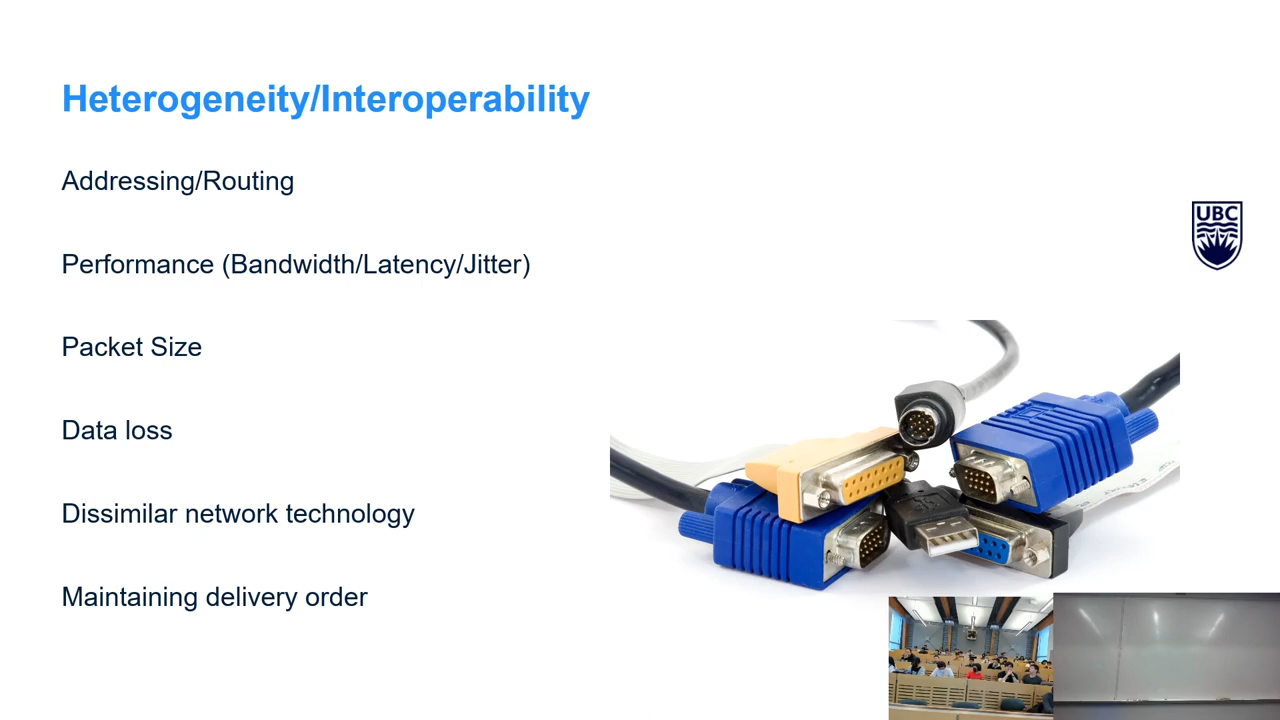 Heterogeneity/Interoperability
Addressing/Routing
UBC
Performance (Bandwidth/Latency/Jitter)
Packet Size
Data loss
Dissimilar network technology
Maintaining delivery order